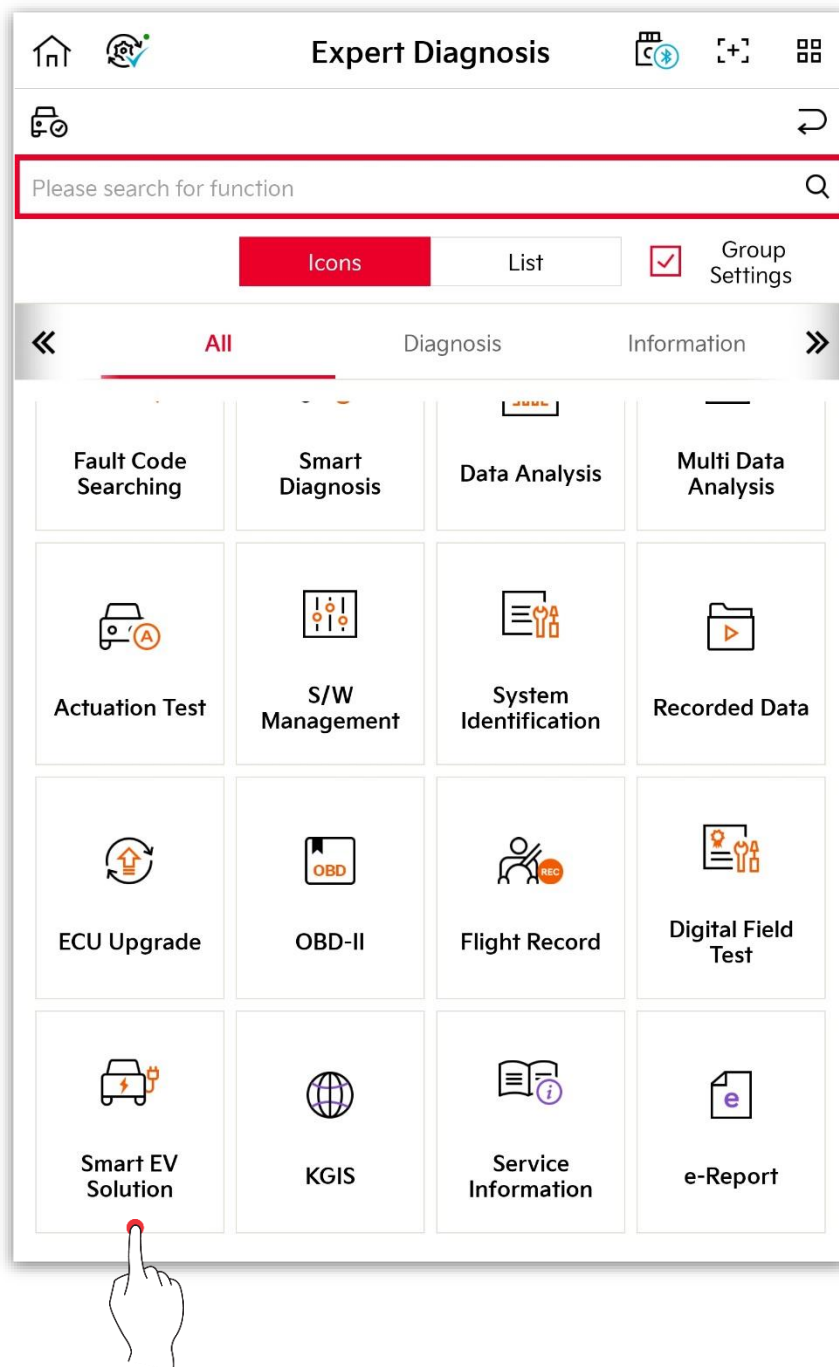 Expert Diagnosis
Please search for function
Icons
List
Group
Settings
All
Diagnosis
Information
Fault Code
Searching
Smart
Diagnosis
Data Analysis
Multi Data
Analysis
A
Actuation Test
S/W
Management
System
Identification
Recorded Data
ECU Upgrade
OBD
OBD-II
REC
Flight Record
Digital Field
Test
Smart EV
Solution
KGIS
i
Service
Information
e
e-Report